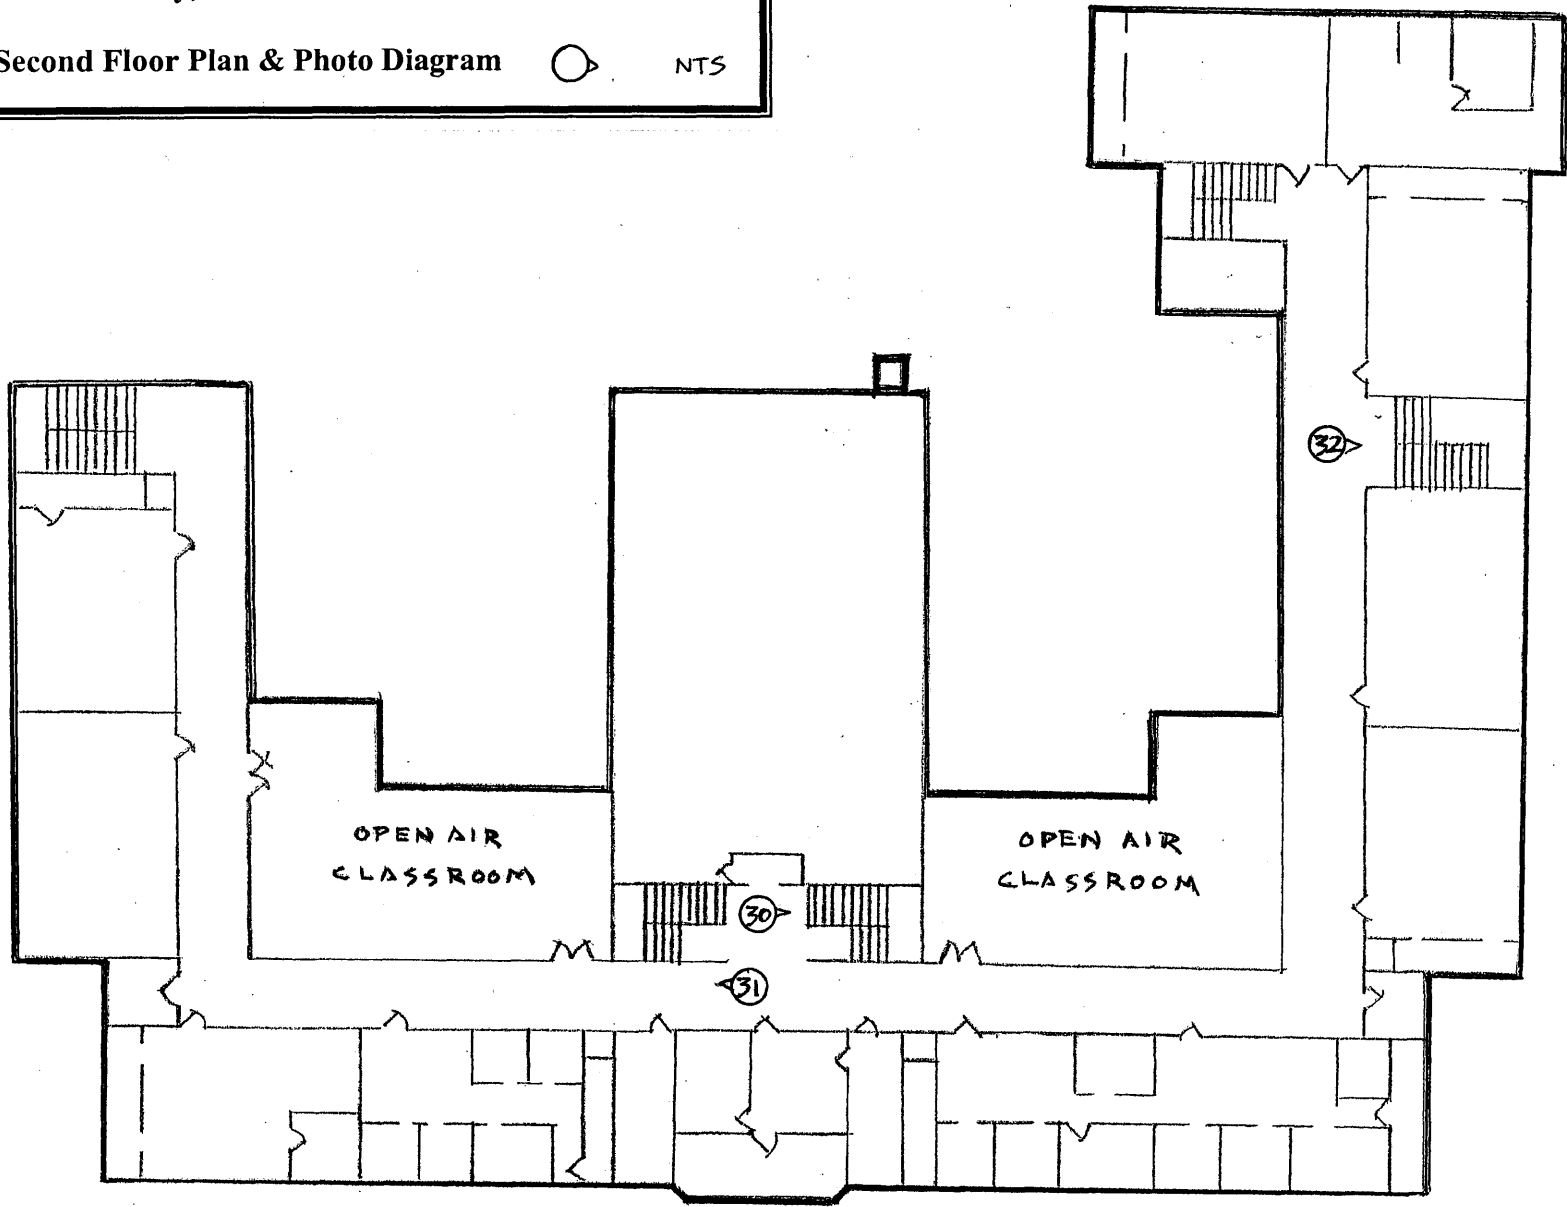 Second Floor Plan & Photo Diagram NTS
32
OPEN AIR
CLASSROOM
OPEN AIR
CLASSROOM
30
31